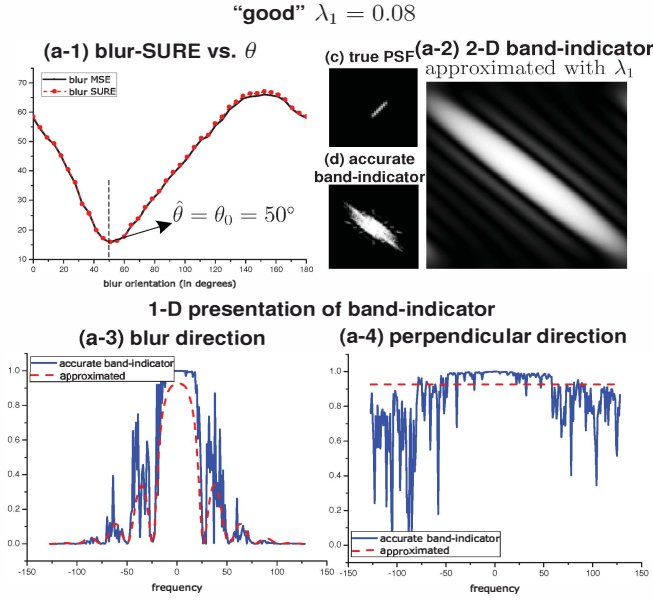 “good” λ₁ = 0.08
(a-1) blur-SURE vs. θ
blur MSE
blur SURE
70
60
50
40
30
20
10
θ̂ = θ₀ = 50°
0 20 40 60 80 100 120 140 160 180
blur orientation (in degrees)
(c) true PSF
(d) accurate
band-indicator
(a-2) 2-D band-indicator
approximated with λ₁
1-D presentation of band-indicator
(a-3) blur direction
accurate band-indicator
approximated
1.0
0.8
0.6
0.4
0.2
0.0
-150 -100 -50 0 50 100 150
frequency
(a-4) perpendicular direction
1.0
0.8
0.6
0.4
0.2
0.0
accurate band-indicator
approximated
-150 -100 -50 0 50 100 150
frequency